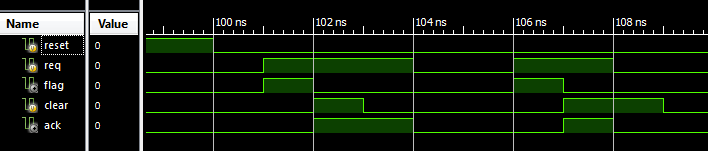 Name Value
100 ns 102 ns 104 ns 106 ns 108 ns
reset 0
req 0
flag 0
clear 0
ack 0